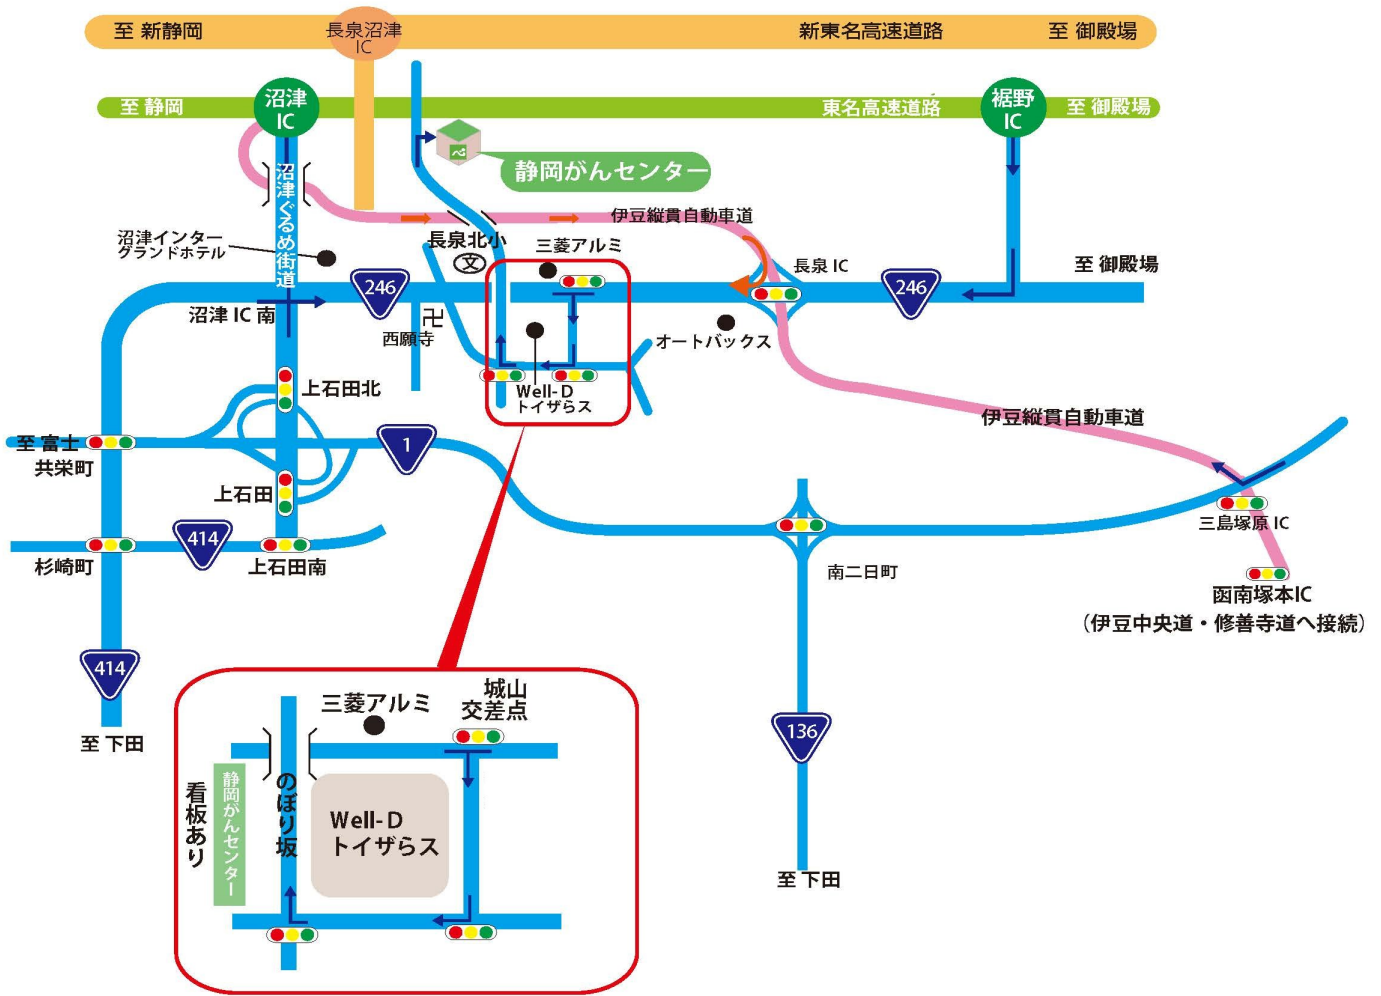 至 新静岡
長泉沼津
IC
新東名高速道路
至 御殿場
至 静岡
沼津
IC
東名高速道路
裾野
IC
至 御殿場
静岡がんセンター
沼津ぐるめ街道
伊豆縦貫自動車道
沼津インター
グランドホテル
長泉北小
文
三菱アルミ
長泉 IC
至 御殿場
246
246
沼津 IC 南
卍
西願寺
オートバックス
Well-D
トイザらス
上石田北
伊豆縦貫自動車道
至 富士
共栄町
1
上石田
三島塚原 IC
414
杉崎町
上石田南
南二日町
函南塚本IC
（伊豆中央道・修善寺道へ接続）
414
至 下田
136
至 下田
三菱アルミ
城山
交差点
看板あり
静岡がんセンター
のぼり坂
Well-D
トイザらス